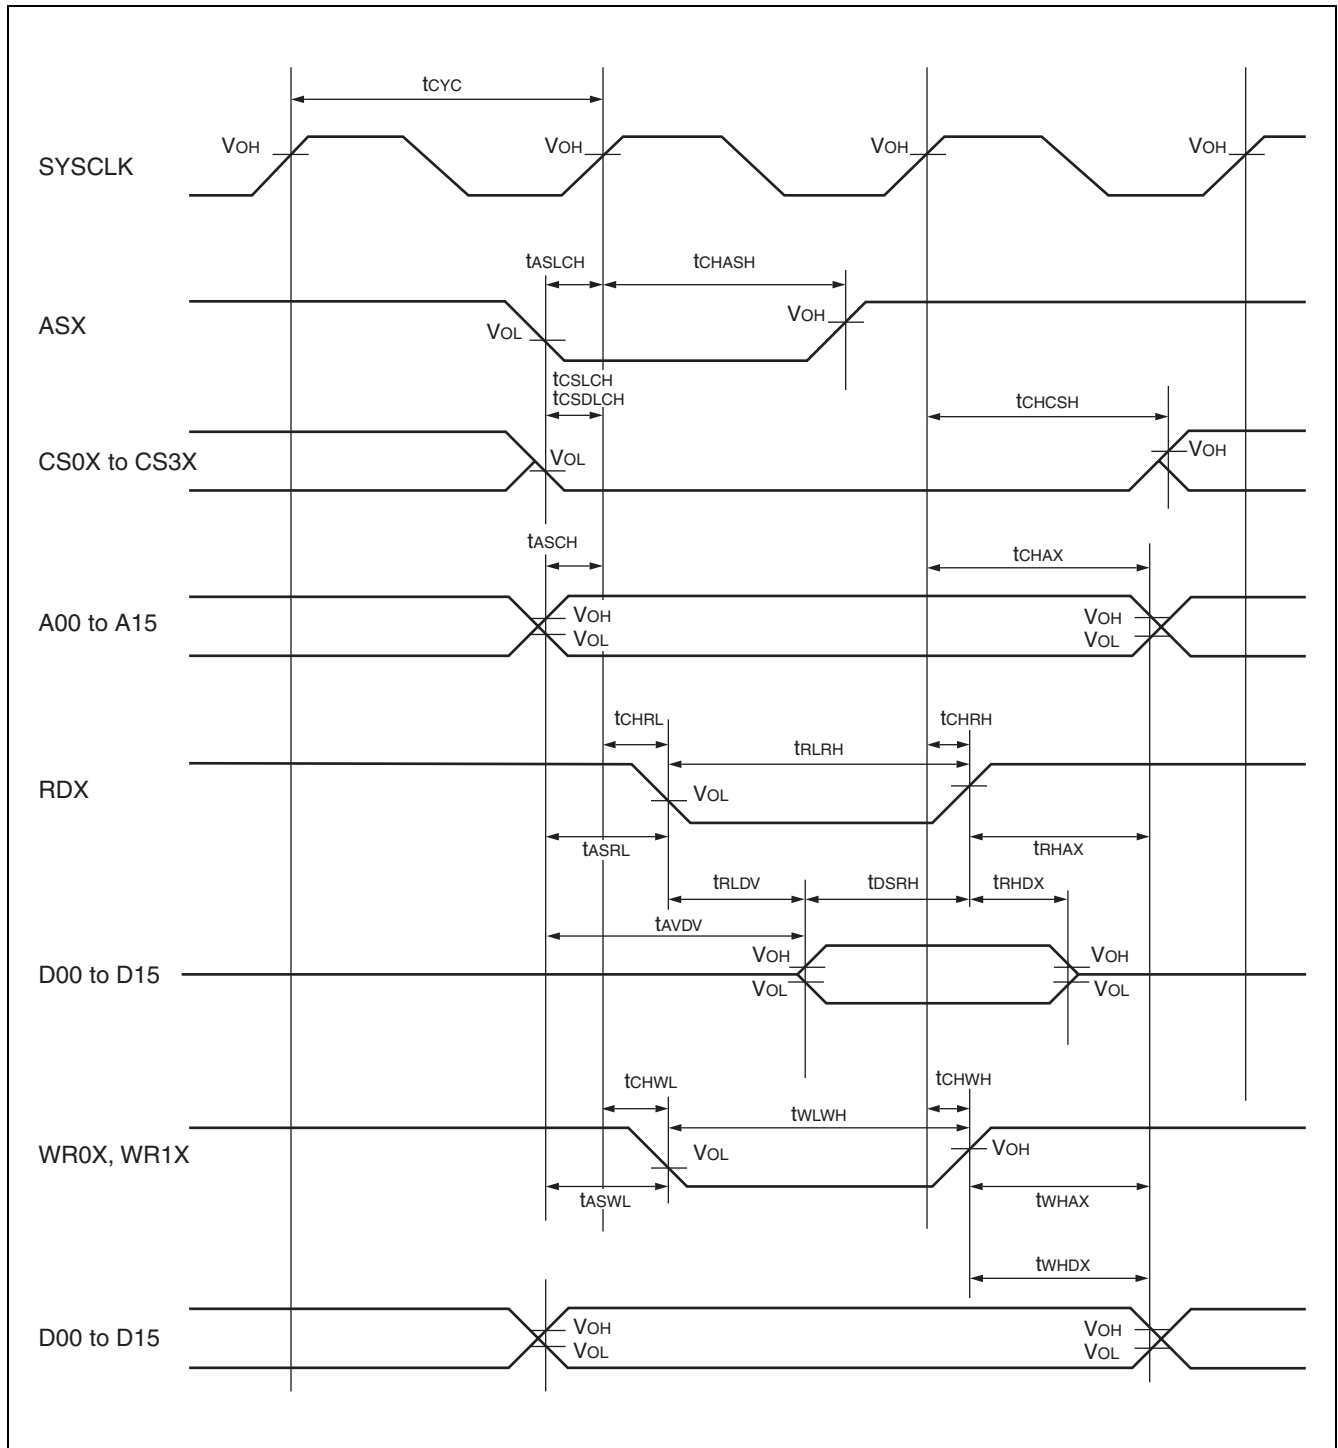 tCYC
SYSCLK
VOH VOH VOH VOH
tASLCH tCHASH
ASX
VOL VOH
tCSLCH
tCSDLCH
tCHCSH
CS0X to CS3X
VOL VOH
tASCH tCHAX
A00 to A15
VOH VOH
VOL VOL
tCHRL tCHRH
tRLRH
RDX
VOL
tASRL tRHAX
tRLDV tDSRH tRHDX
tAVDV
VOH VOH
D00 to D15
VOL VOL
tCHWL tCHWH
tWLWH
WR0X, WR1X
VOL VOH
tASWL tWHAX
tWHDX
D00 to D15
VOH VOH
VOL VOL